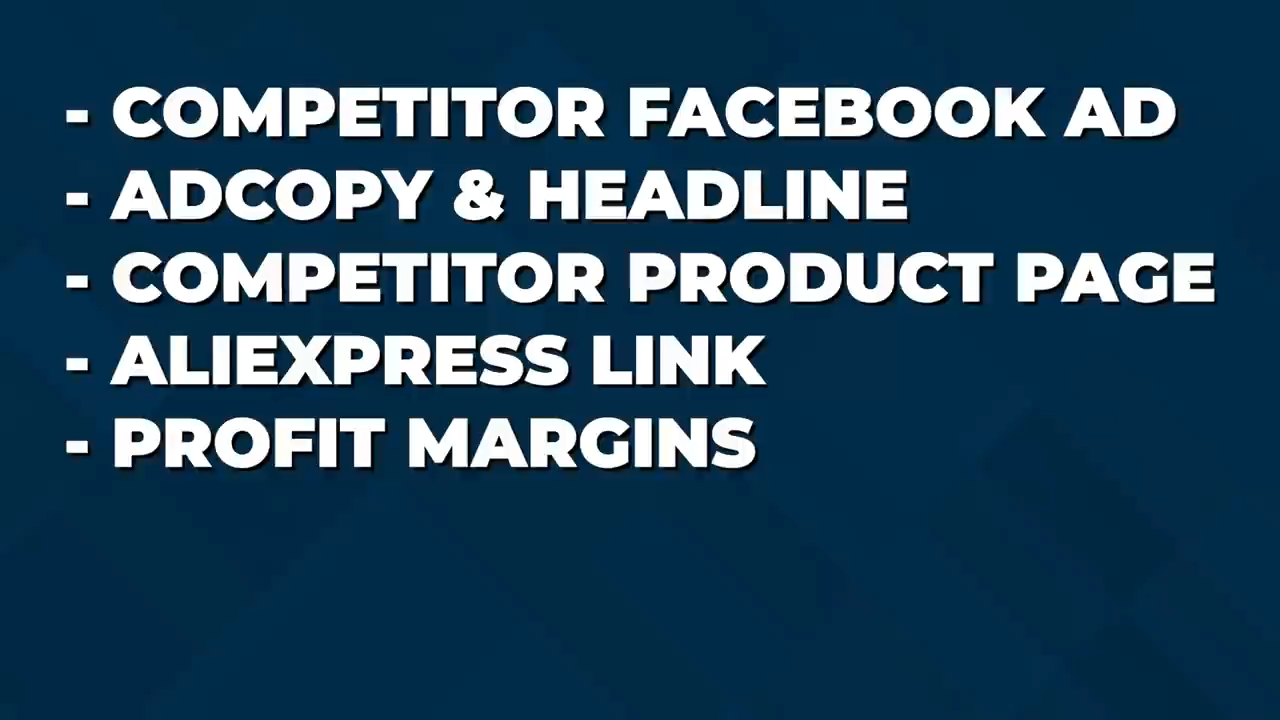 - COMPETITOR FACEBOOK AD
- ADCOPY & HEADLINE
- COMPETITOR PRODUCT PAGE
- ALIEXPRESS LINK
- PROFIT MARGINS